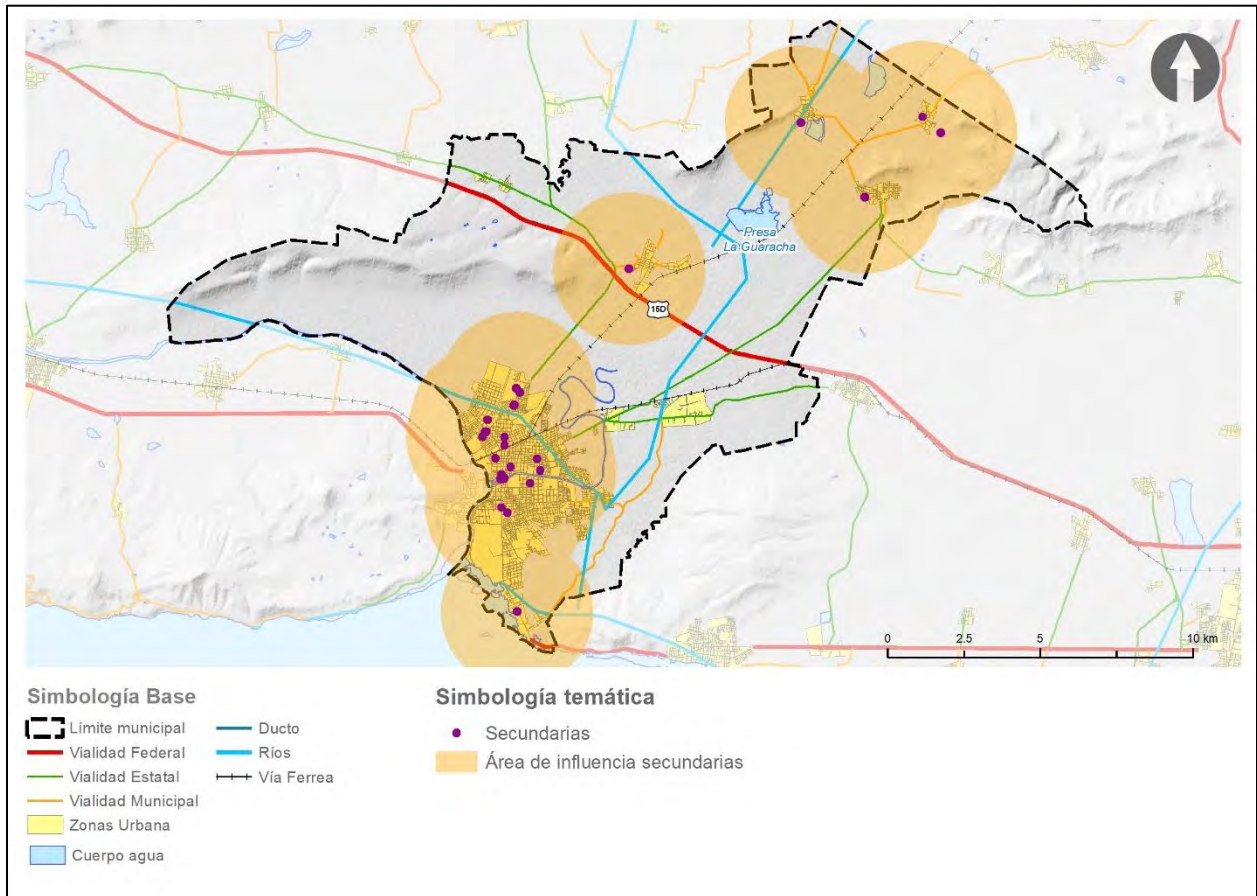 Presa
La Guaracha
15D
0 2.5 5 10 km
Simbología Base
Límite municipal
Vialidad Federal
Vialidad Estatal
Vialidad Municipal
Zonas Urbana
Cuerpo agua
Ducto
Ríos
Vía Ferrea
Simbología temática
Secundarias
Área de influencia secundarias